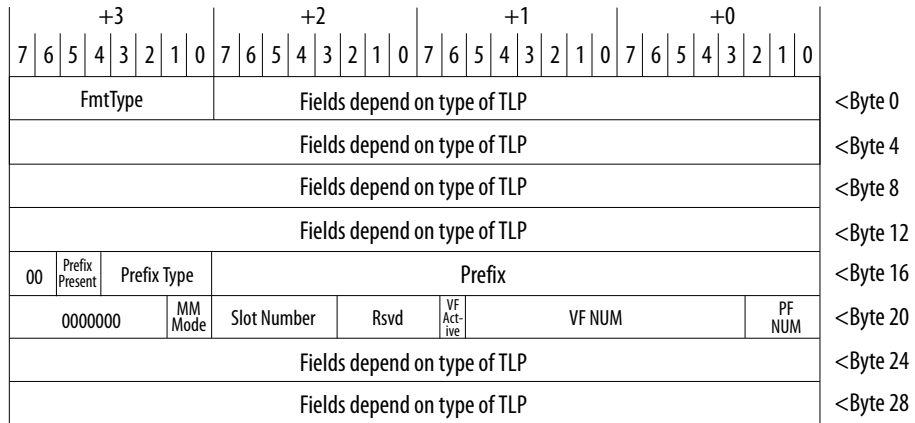 +3 +2 +1 +0
7 6 5 4 3 2 1 0 7 6 5 4 3 2 1 0 7 6 5 4 3 2 1 0 7 6 5 4 3 2 1 0
FmtType Fields depend on type of TLP <Byte 0
Fields depend on type of TLP <Byte 4
Fields depend on type of TLP <Byte 8
Fields depend on type of TLP <Byte 12
00 Prefix Present Prefix Type Prefix <Byte 16
0000000 MM Mode Slot Number Rsvd VF Act-ive VF NUM PF NUM <Byte 20
Fields depend on type of TLP <Byte 24
Fields depend on type of TLP <Byte 28